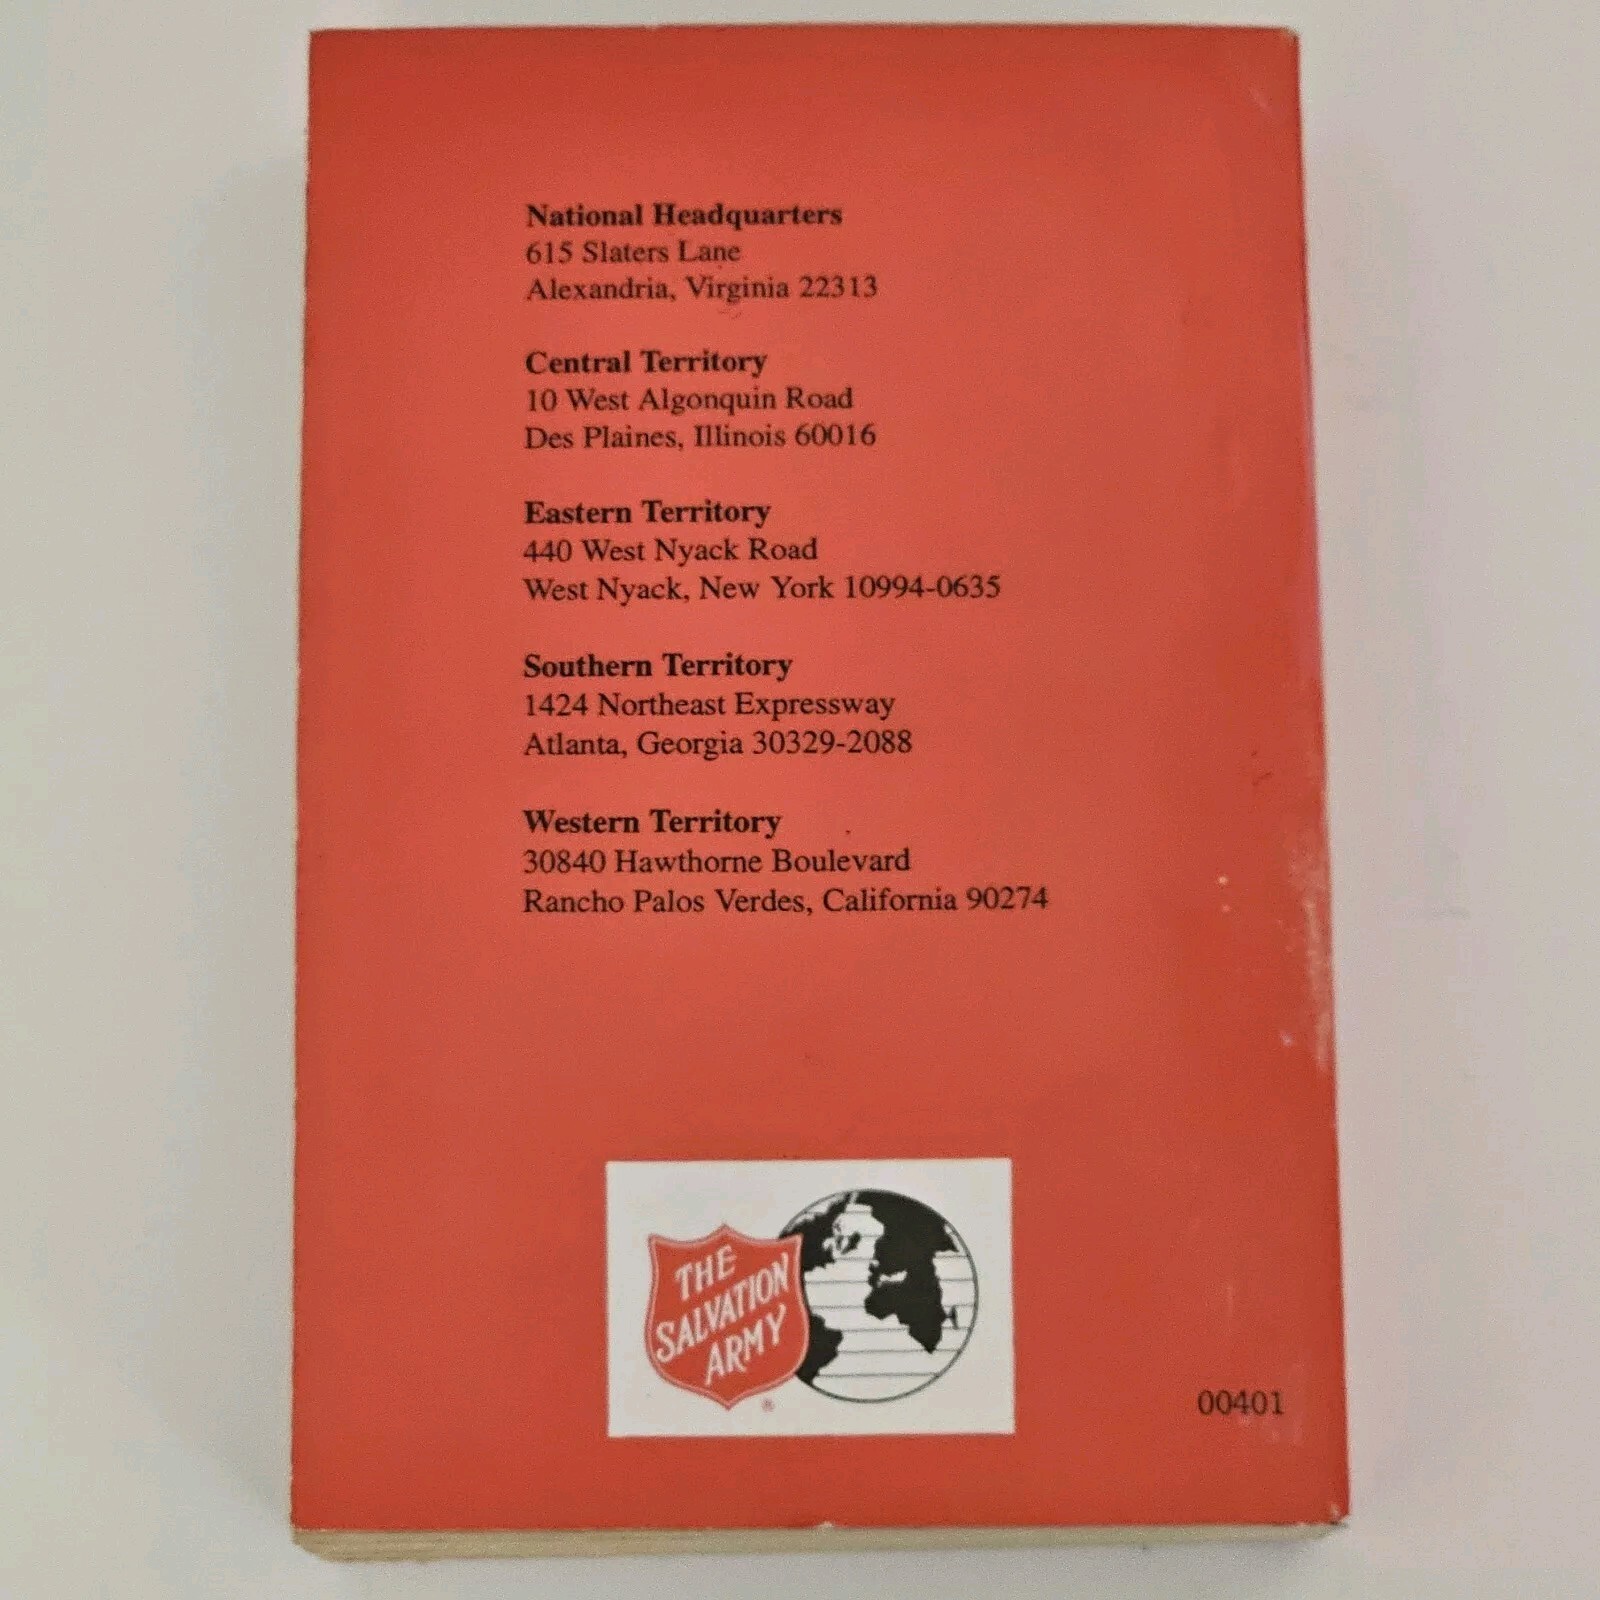 National Headquarters
615 Slaters Lane
Alexandria, Virginia 22313
Central Territory
10 West Algonquin Road
Des Plaines, Illinois 60016
Eastern Territory
440 West Nyack Road
West Nyack, New York 10994-0635
Southern Territory
1424 Northeast Expressway
Atlanta, Georgia 30329-2088
Western Territory
30840 Hawthorne Boulevard
Rancho Palos Verdes, California 90274
THE
SALVATION
ARMY
®
00401